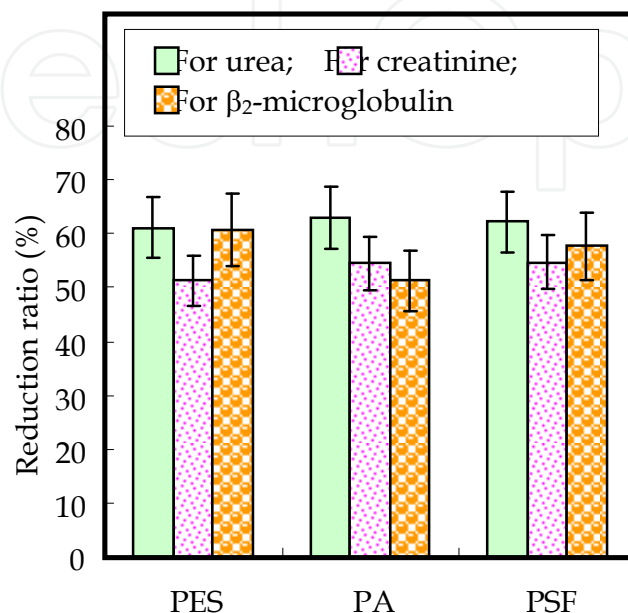 For urea; For creatinine;
For β₂-microglobulin
80
70
60
50
40
30
20
10
0
Reduction ratio (%)
PES PA PSF